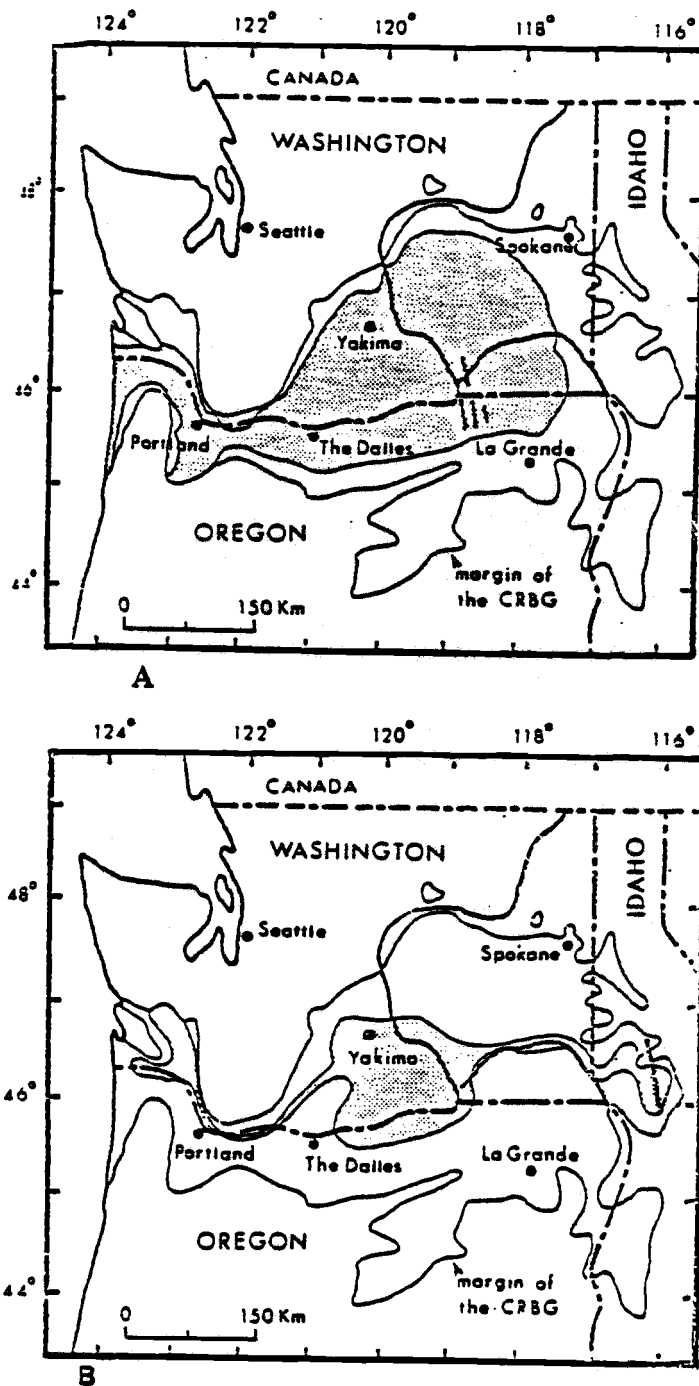 124° 122° 120° 118° 116°
CANADA
WASHINGTON
IDAHO
Seattle
Spokane
Yakima
Portland
The Dalles
La Grande
OREGON
44°
margin of
the CRBG
0 150 Km
A
124° 122° 120° 118° 116°
CANADA
WASHINGTON
IDAHO
48°
Seattle
Spokane
Yakima
46°
Portland
The Dalles
La Grande
OREGON
44°
margin of
the CRBG
0 150 Km
B